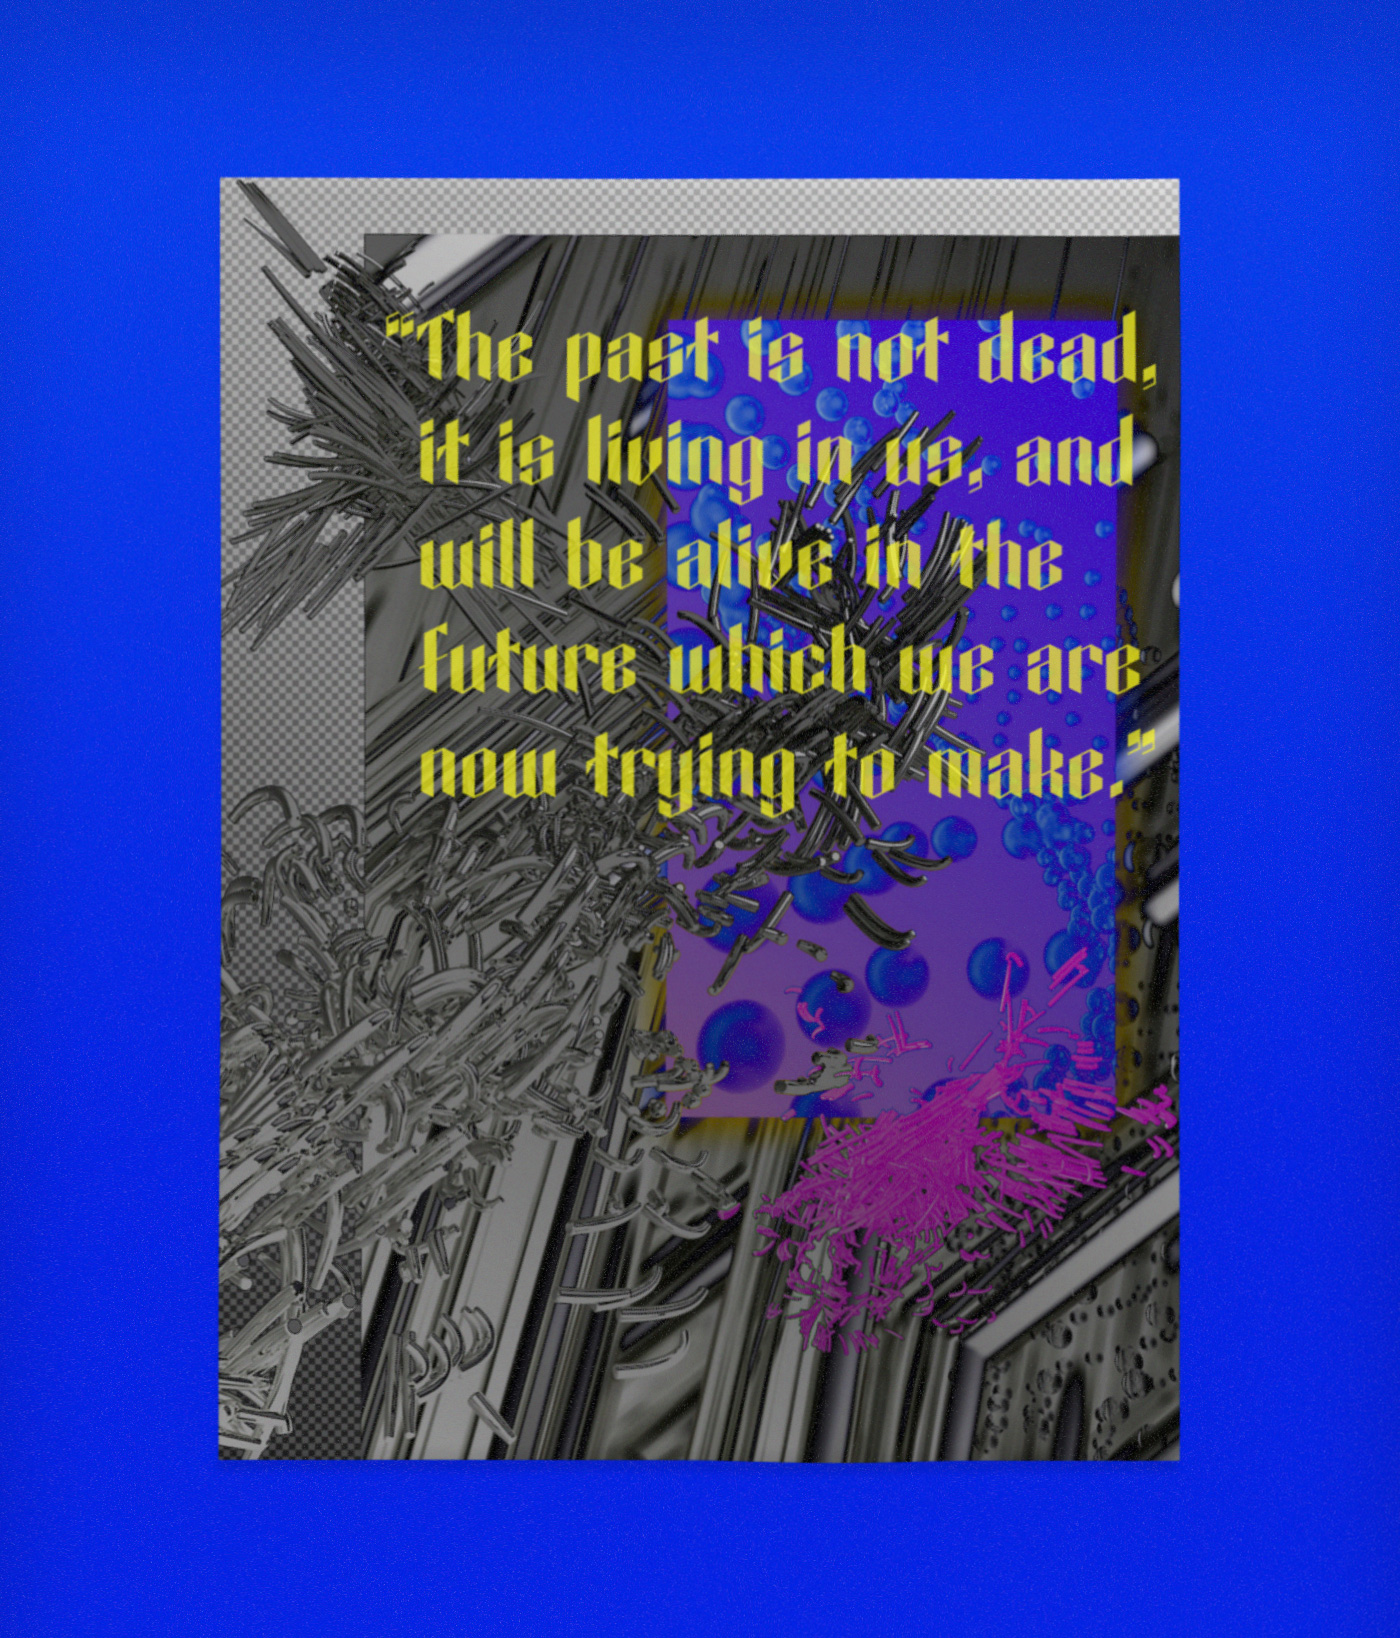 “The past is not dead,
it is living in us, and
will be alive in the
future which we are
now trying to make.”